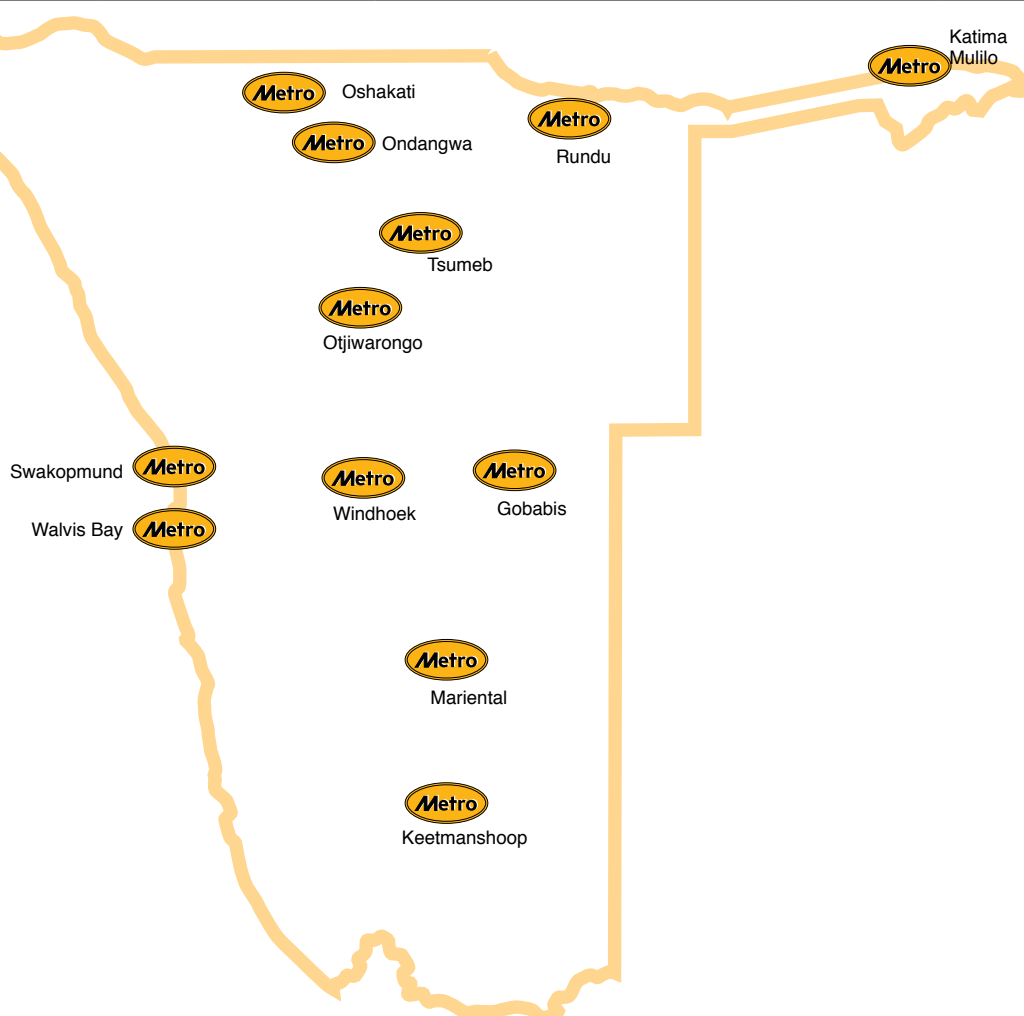 Katima
Mulilo
Metro
Metro
Oshakati
Metro
Rundu
Metro
Ondangwa
Metro
Tsumeb
Metro
Otjiwarongo
Swakopmund
Metro
Metro
Windhoek
Metro
Gobabis
Walvis Bay
Metro
Metro
Mariental
Metro
Keetmanshoop